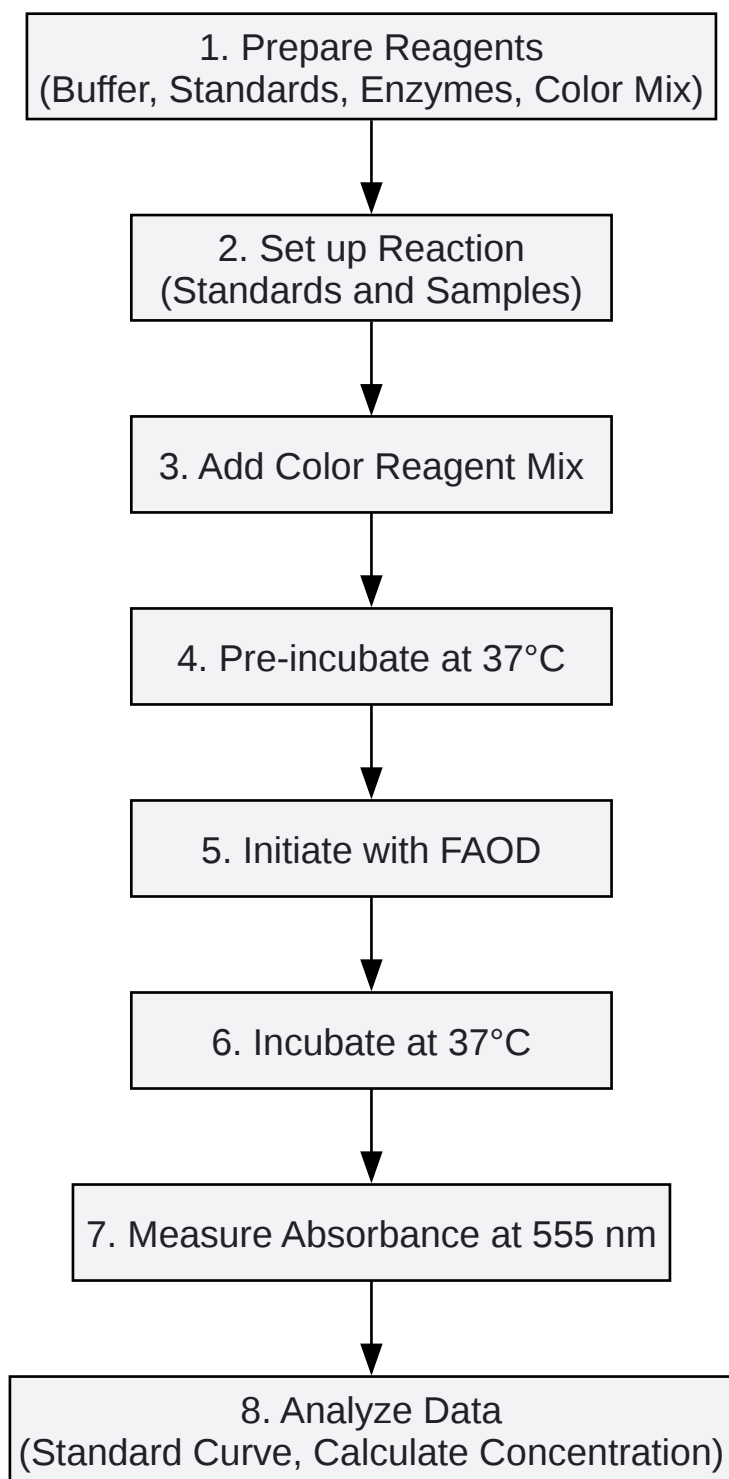 1. Prepare Reagents
(Buffer, Standards, Enzymes, Color Mix)
2. Set up Reaction
(Standards and Samples)
3. Add Color Reagent Mix
4. Pre-incubate at 37°C
5. Initiate with FAOD
6. Incubate at 37°C
7. Measure Absorbance at 555 nm
8. Analyze Data
(Standard Curve, Calculate Concentration)